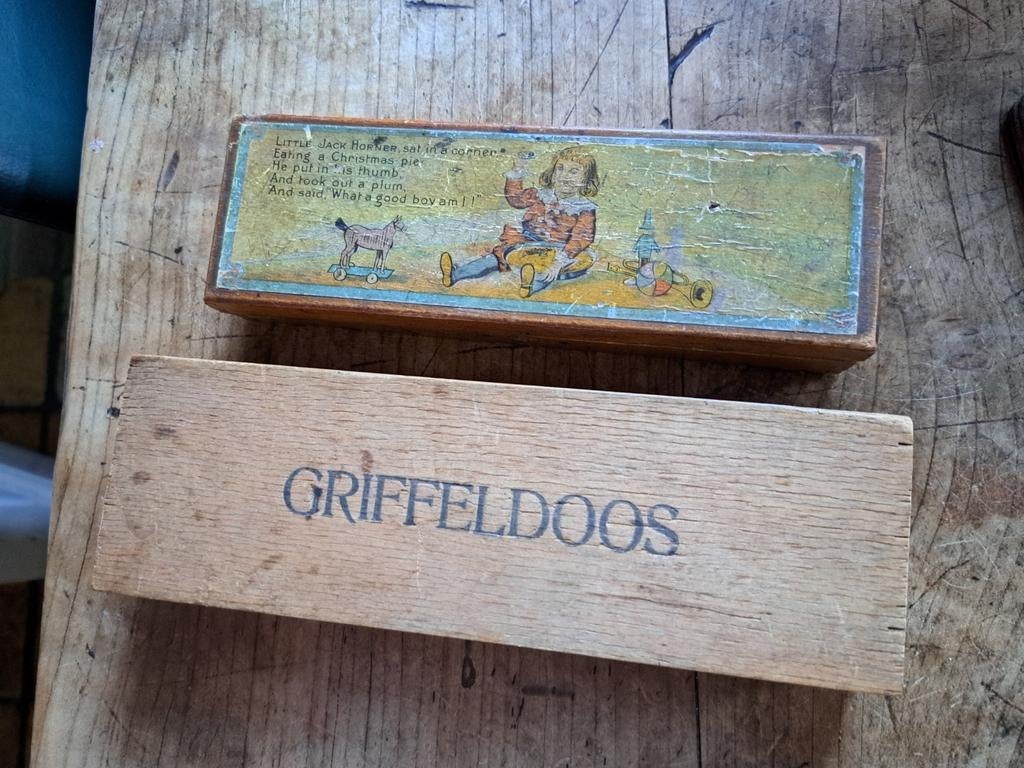 LITTLE JACK HORNER, sat in a corner
Eating a Christmas pie,
He put in his thumb,
And took out a plum,
And said, "What a good boy am I!"
GRIFFELDOOS